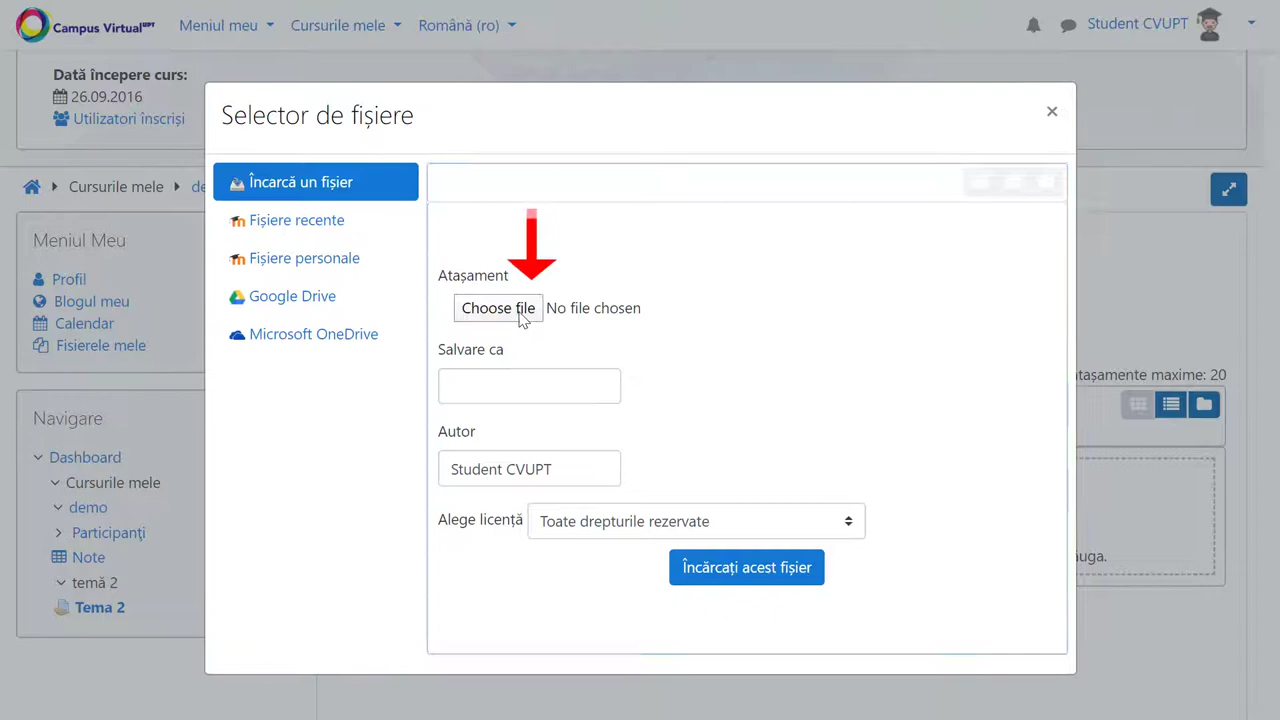 Campus Virtual UPT
Meniul meu
Cursurile mele
Română (ro)
Student CVUPT
Dată începere curs:
26.09.2016
Utilizatori înscriși
Cursurile mele
de
Meniul Meu
Profil
Blogul meu
Calendar
Fisierele mele
Navigare
Dashboard
Cursurile mele
demo
Participanţi
Note
temă 2
Tema 2
Selector de fișiere
×
Încarcă un fișier
Fișiere recente
Fișiere personale
Google Drive
Microsoft OneDrive
Atașament
Choose file No file chosen
Salvare ca
Autor
Student CVUPT
Alege licență Toate drepturile rezervate
Încărcați acest fișier
tașamente maxime: 20
uga.